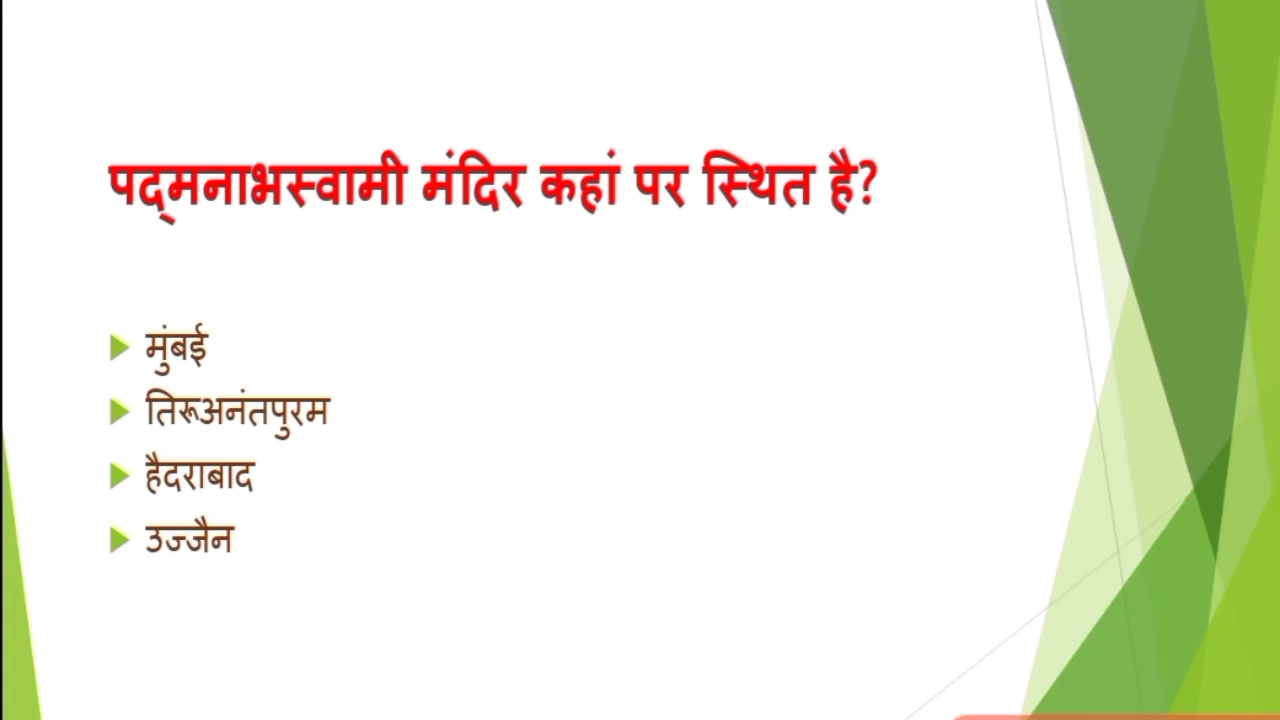 पद्मनाभस्वामी मंदिर कहां पर स्थित है?
मुंबई
तिरूअनंतपुरम
हैदराबाद
उज्जैन